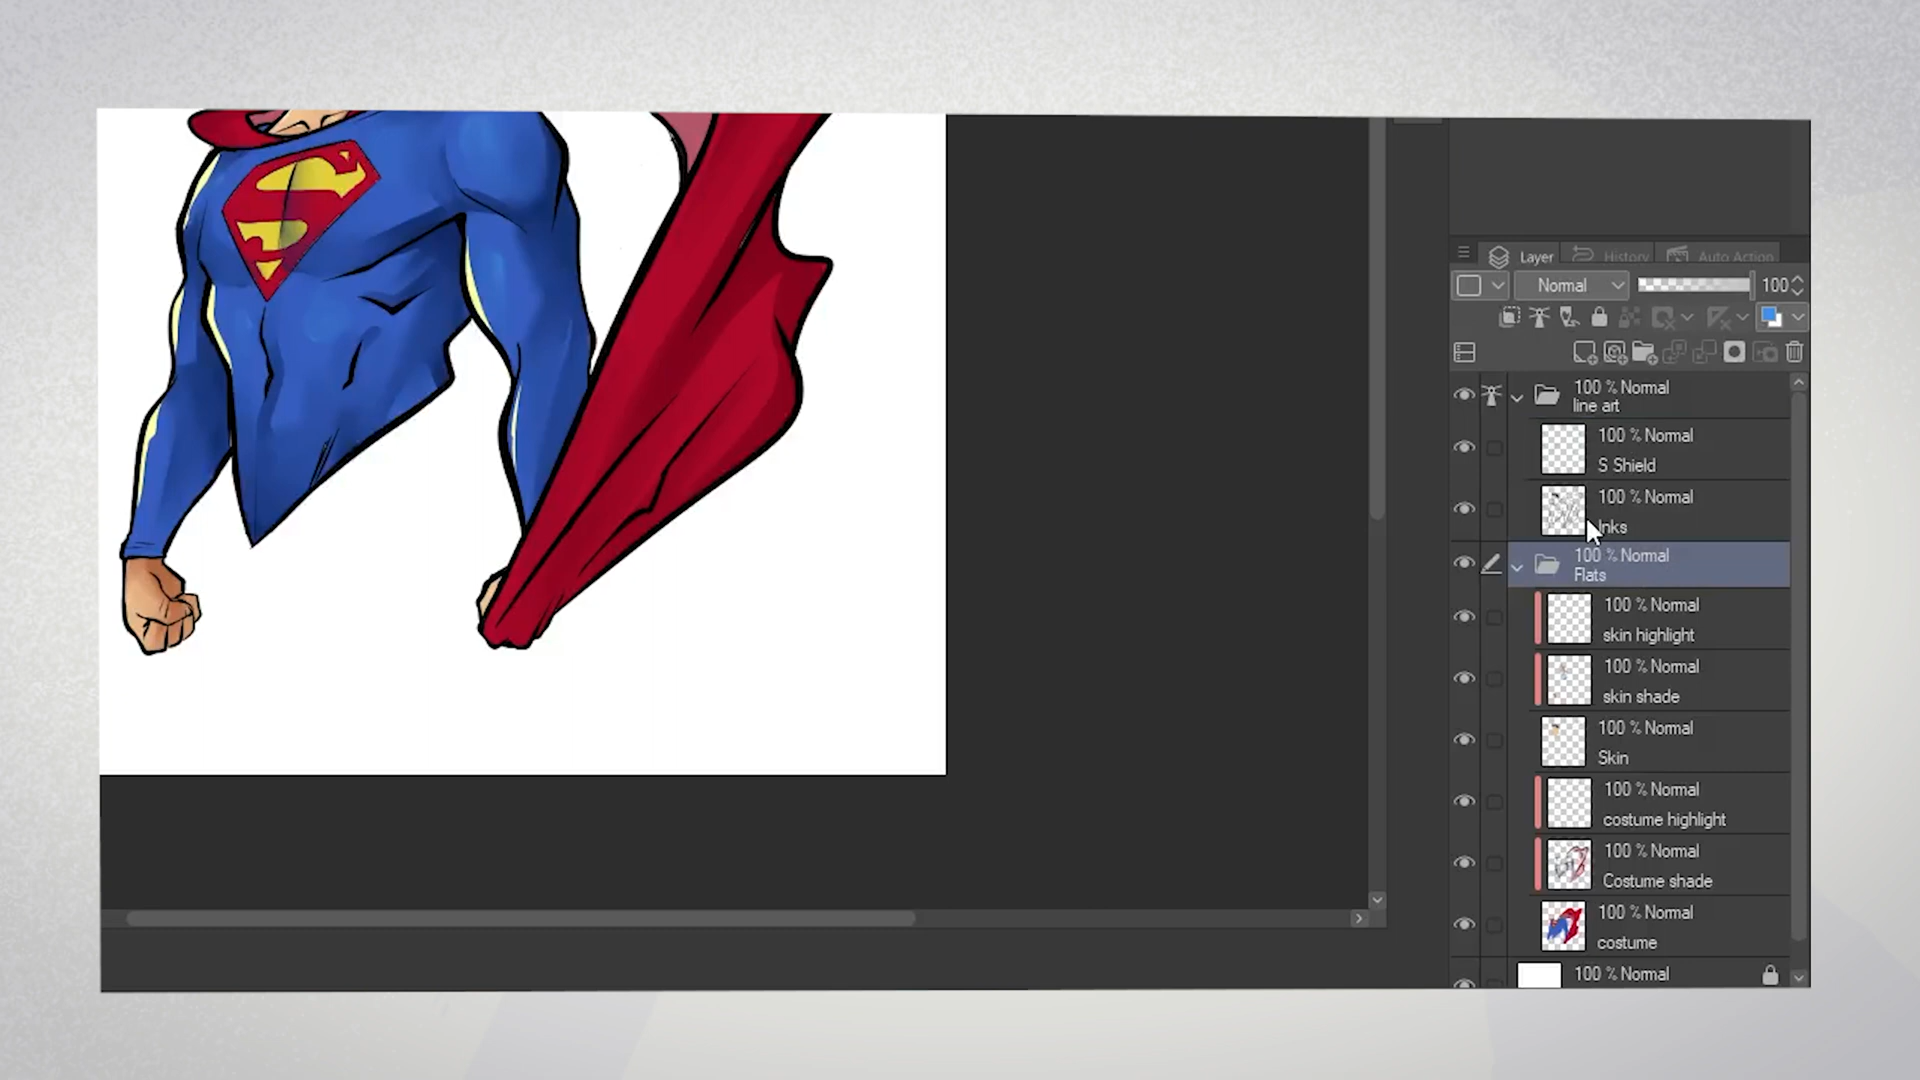 S
Layer
History
Auto Action
Normal
100
100 % Normal
line art
100 % Normal
S Shield
100 % Normal
Inks
100 % Normal
Flats
100 % Normal
skin highlight
100 % Normal
skin shade
100 % Normal
Skin
100 % Normal
costume highlight
100 % Normal
Costume shade
100 % Normal
costume
100 % Normal